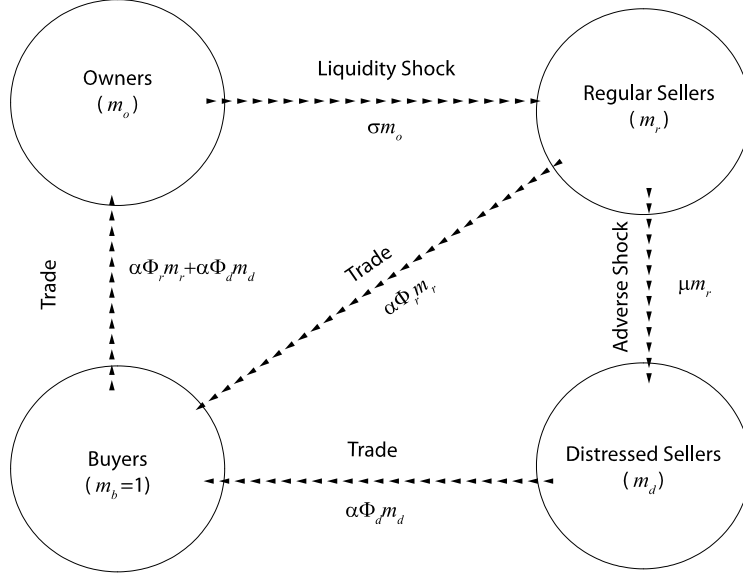 Owners
(m_o)
Liquidity Shock
σm_o
Regular Sellers
(m_r)
Trade
αΦ_r m_r+αΦ_d m_d
Trade
αΦ_r m_r
Adverse Shock
μm_r
Buyers
(m_b=1)
Trade
αΦ_d m_d
Distressed Sellers
(m_d)